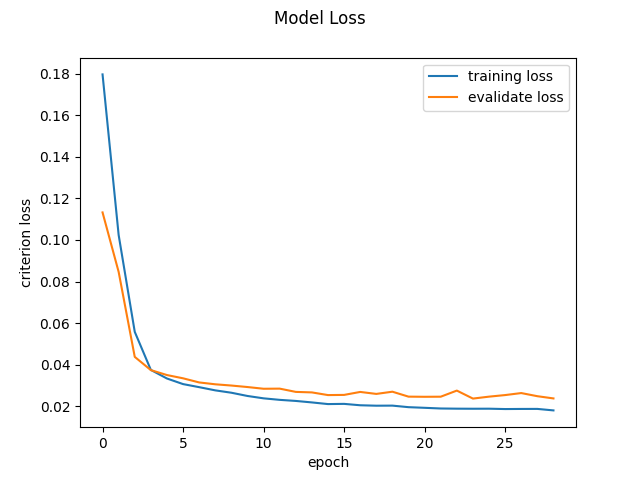 Model Loss
training loss
evalidate loss
0.18
0.16
0.14
0.12
0.10
0.08
0.06
0.04
0.02
criterion loss
0 5 10 15 20 25
epoch